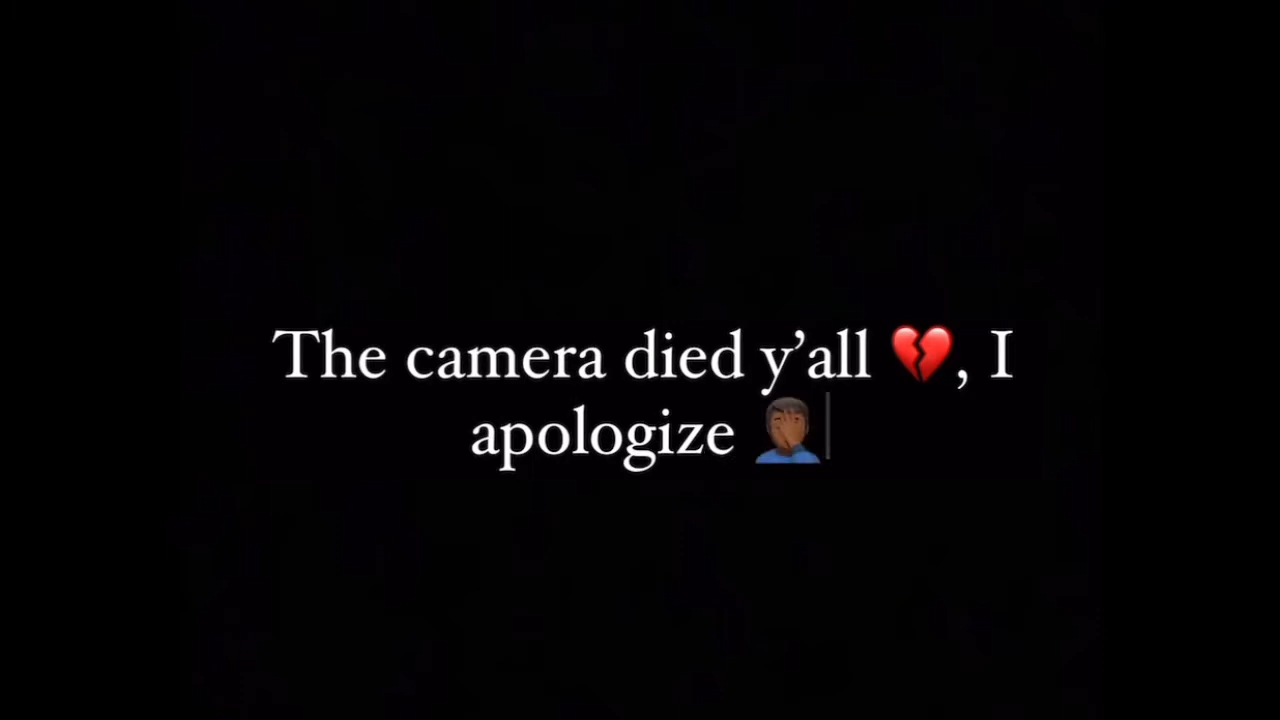 The camera died y’all 💔, I
apologize 🤦🏾‍♂️